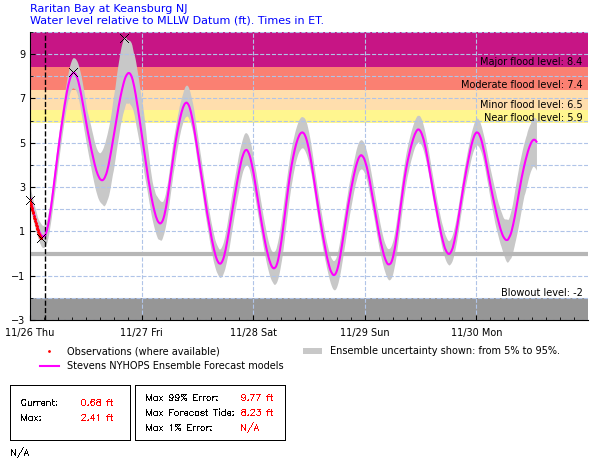 Raritan Bay at Keansburg NJ
Water level relative to MLLW Datum (ft). Times in ET.
9
7
5
3
1
−1
−3
Major flood level: 8.4
Moderate flood level: 7.4
Minor flood level: 6.5
Near flood level: 5.9
Blowout level: -2
11/26 Thu 11/27 Fri 11/28 Sat 11/29 Sun 11/30 Mon
Observations (where available)
Stevens NYHOPS Ensemble Forecast models
Ensemble uncertainty shown: from 5% to 95%.
Current: 0.68 ft
Max: 2.41 ft
Max 99% Error: 9.77 ft
Max Forecast Tide: 8.23 ft
Max 1% Error: N/A
N/A